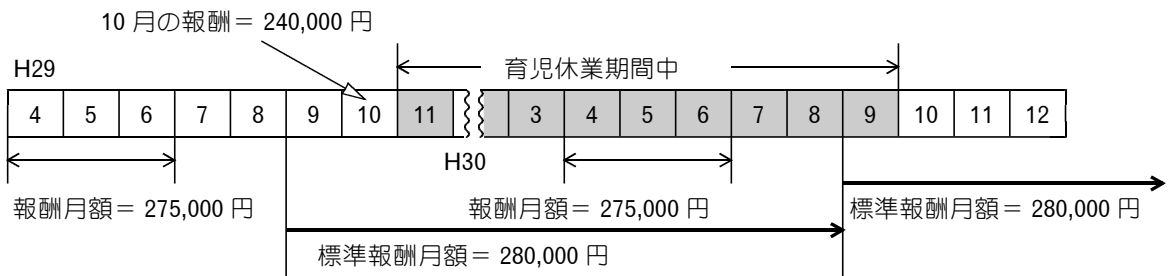 10 月の報酬＝ 240,000 円
H29
育児休業期間中
4 5 6 7 8 9 10 11 3 4 5 6 7 8 9 10 11 12
H30
報酬月額＝ 275,000 円
報酬月額＝ 275,000 円
標準報酬月額＝ 280,000 円
標準報酬月額＝ 280,000 円